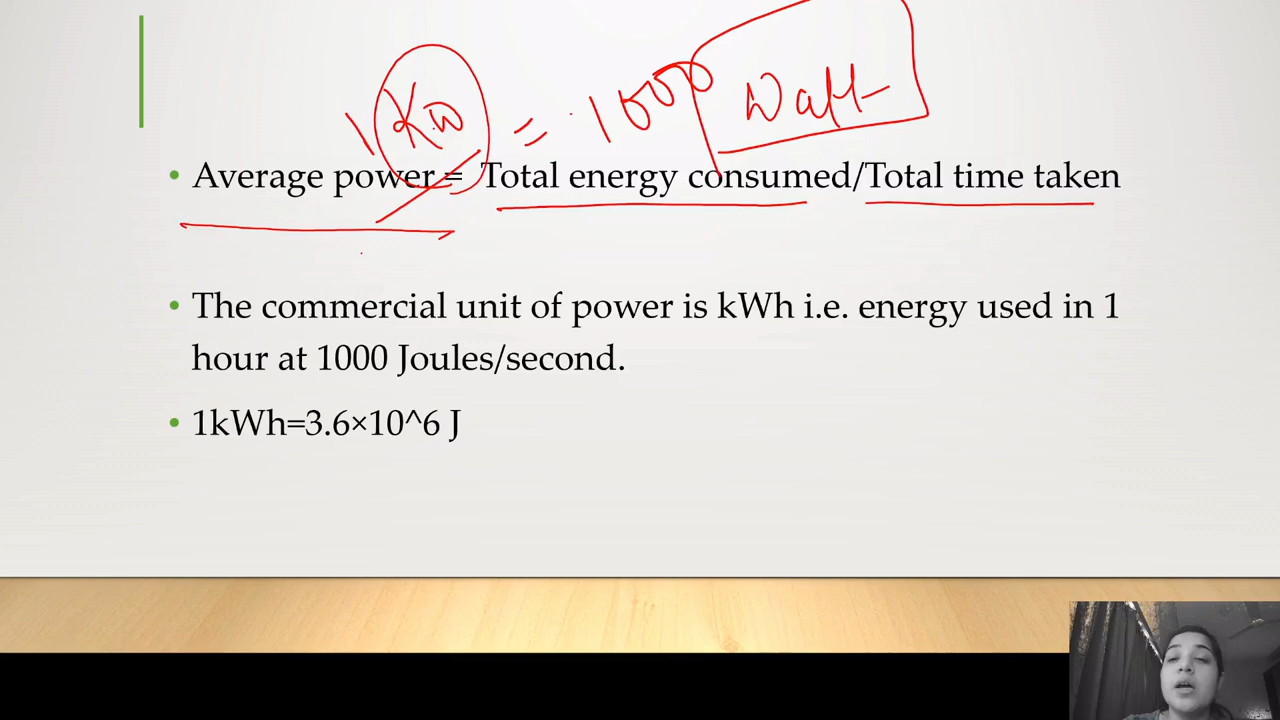 1 Kw = 1000 Watt
• Average power = Total energy consumed/Total time taken
• The commercial unit of power is kWh i.e. energy used in 1
hour at 1000 Joules/second.
• 1kWh=3.6×10^6 J